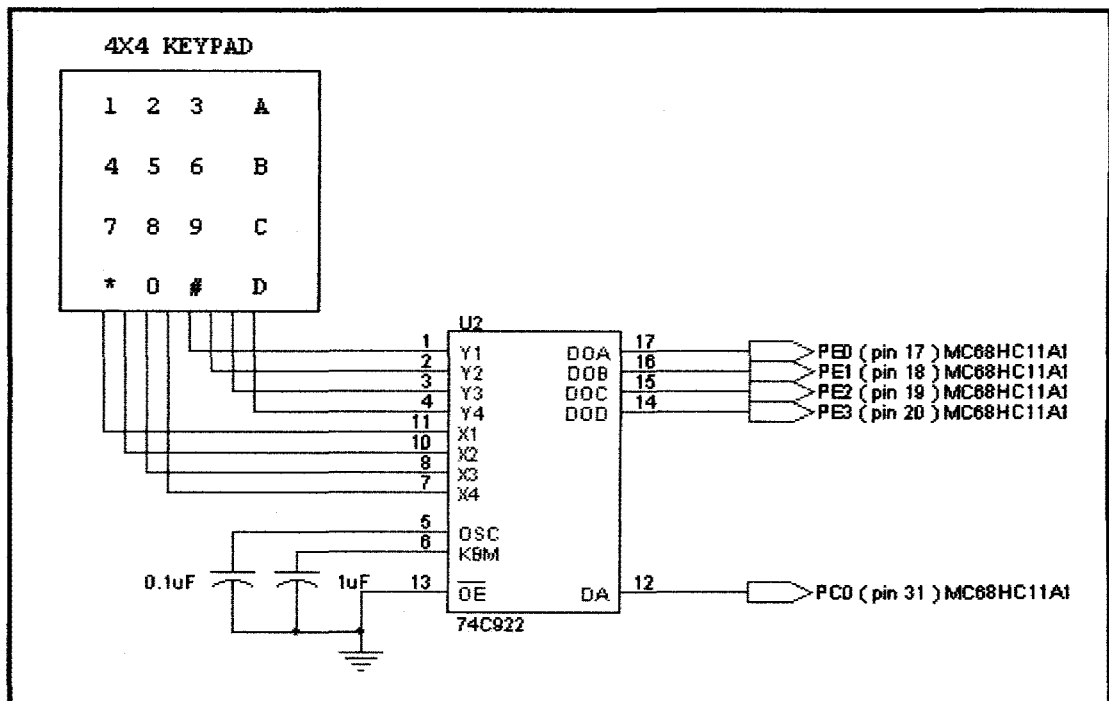 4X4 KEYPAD
1 2 3 A
4 5 6 B
7 8 9 C
* 0 # D
U2
1 Y1 DOA 17 PE0 ( pin 17 ) MC68HC11A1
2 Y2 DOB 16 PE1 ( pin 18 ) MC68HC11A1
3 Y3 DOC 15 PE2 ( pin 19 ) MC68HC11A1
4 Y4 DOD 14 PE3 ( pin 20 ) MC68HC11A1
11 X1
10 X2
8 X3
7 X4
5 OSC
6 KBM
0.1uF 1uF 13 OE DA 12 PC0 ( pin 31 ) MC68HC11A1
74C922